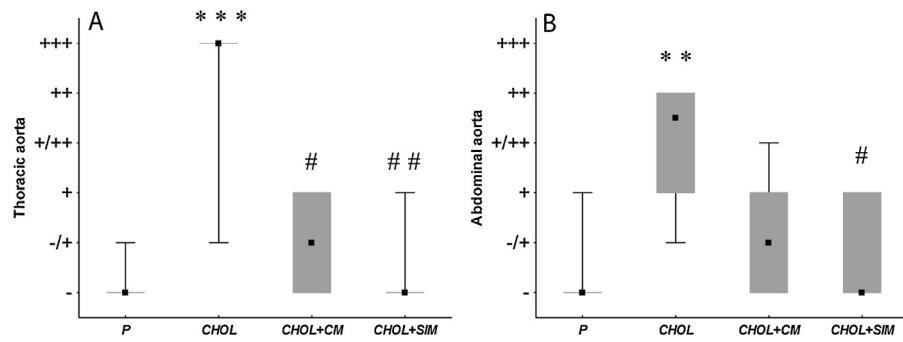 A
* * *
+++
++
+/++
# 
# #
+
-/+
-
Thoracic aorta
P CHOL CHOL+CM CHOL+SIM
B
* *
+++
++
+/++
#
+
-/+
-
Abdominal aorta
P CHOL CHOL+CM CHOL+SIM